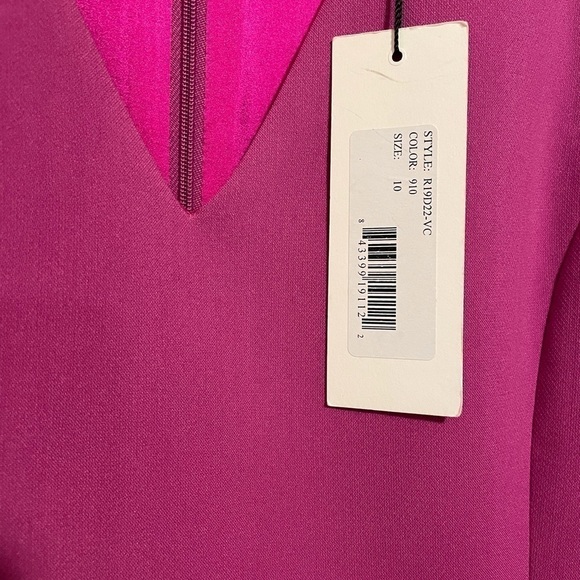 STYLE: R19D22-VC
COLOR: 910
SIZE: 10
8 43399 19112 2